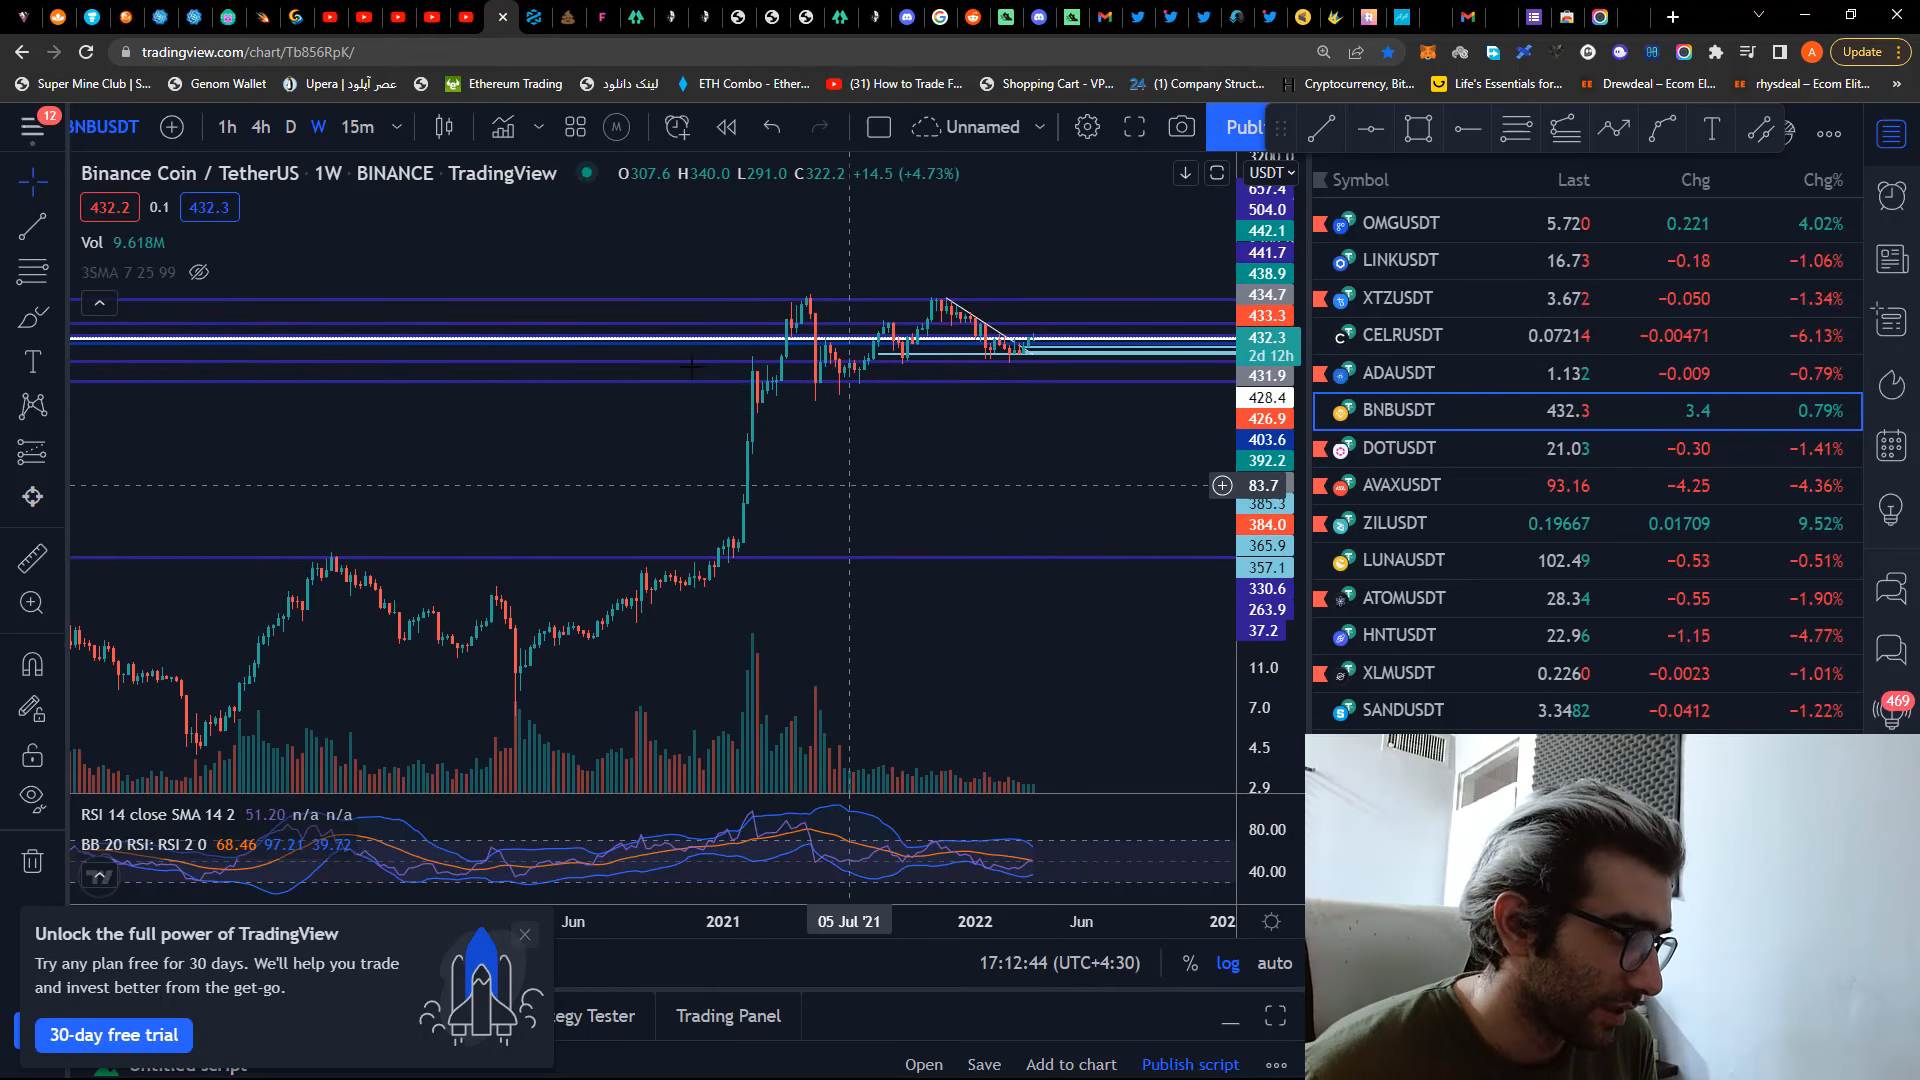 tradingview.com/chart/Tb856RpK/
A
Update
Super Mine Club | S...
Genom Wallet
Upera | عصر آپلود
Ethereum Trading
لینک دانلود
ETH Combo - Ether...
(31) How to Trade F...
Shopping Cart - VP...
24
(1) Company Struct...
Cryptocurrency, Bit...
Life's Essentials for...
EE
Drewdeal – Ecom El...
EE
rhysdeal – Ecom Elit...
»
12
BNBUSDT
1h
4h
D
W
15m
M
Unnamed
Publ
Binance Coin / TetherUS · 1W · BINANCE · TradingView
O307.6 H340.0 L291.0 C322.2 +14.5 (+4.73%)
432.2
0.1
432.3
Vol 9.618M
3SMA 7 25 99
3200.0
USDT
657.4
504.0
442.1
441.7
438.9
434.7
433.3
432.3
2d 12h
431.9
428.4
426.9
403.6
392.2
83.7
385.3
384.0
365.9
357.1
330.6
263.9
37.2
11.0
7.0
4.5
2.9
RSI 14 close SMA 14 2 51.20 n/a n/a
BB 20 RSI: RSI 2 0 68.46 97.21 39.72
80.00
40.00
Jun
2021
05 Jul '21
2022
Jun
202
17:12:44 (UTC+4:30)
%
log
auto
Unlock the full power of TradingView
Try any plan free for 30 days. We'll help you trade
and invest better from the get-go.
30-day free trial
egy Tester
Trading Panel
Untitled script
Open
Save
Add to chart
Publish script
Symbol Last Chg Chg%
OMGUSDT 5.720 0.221 4.02%
LINKUSDT 16.73 −0.18 −1.06%
XTZUSDT 3.672 −0.050 −1.34%
CELRUSDT 0.07214 −0.00471 −6.13%
ADAUSDT 1.132 −0.009 −0.79%
BNBUSDT 432.3 3.4 0.79%
DOTUSDT 21.03 −0.30 −1.41%
AVAXUSDT 93.16 −4.25 −4.36%
ZILUSDT 0.19667 0.01709 9.52%
LUNAUSDT 102.49 −0.53 −0.51%
ATOMUSDT 28.34 −0.55 −1.90%
HNTUSDT 22.96 −1.15 −4.77%
XLMUSDT 0.2260 −0.0023 −1.01%
SANDUSDT 3.3482 −0.0412 −1.22%
469